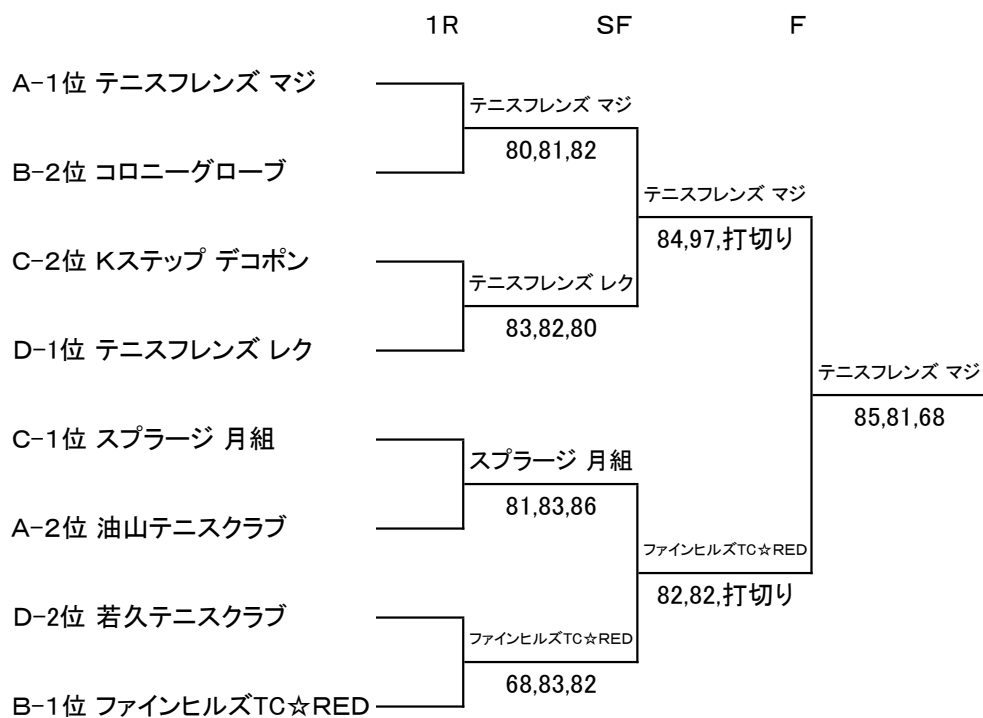 1R SF F
A-1位 テニスフレンズ マジ
テニスフレンズ マジ
80,81,82
B-2位 コロニーグローブ
テニスフレンズ マジ
84,97,打切り
C-2位 Kステップ デコポン
テニスフレンズ レク
83,82,80
D-1位 テニスフレンズ レク
テニスフレンズ マジ
85,81,68
C-1位 スプラージ 月組
スプラージ 月組
81,83,86
A-2位 油山テニスクラブ
ファインヒルズTC☆RED
82,82,打切り
D-2位 若久テニスクラブ
ファインヒルズTC☆RED
68,83,82
B-1位 ファインヒルズTC☆RED